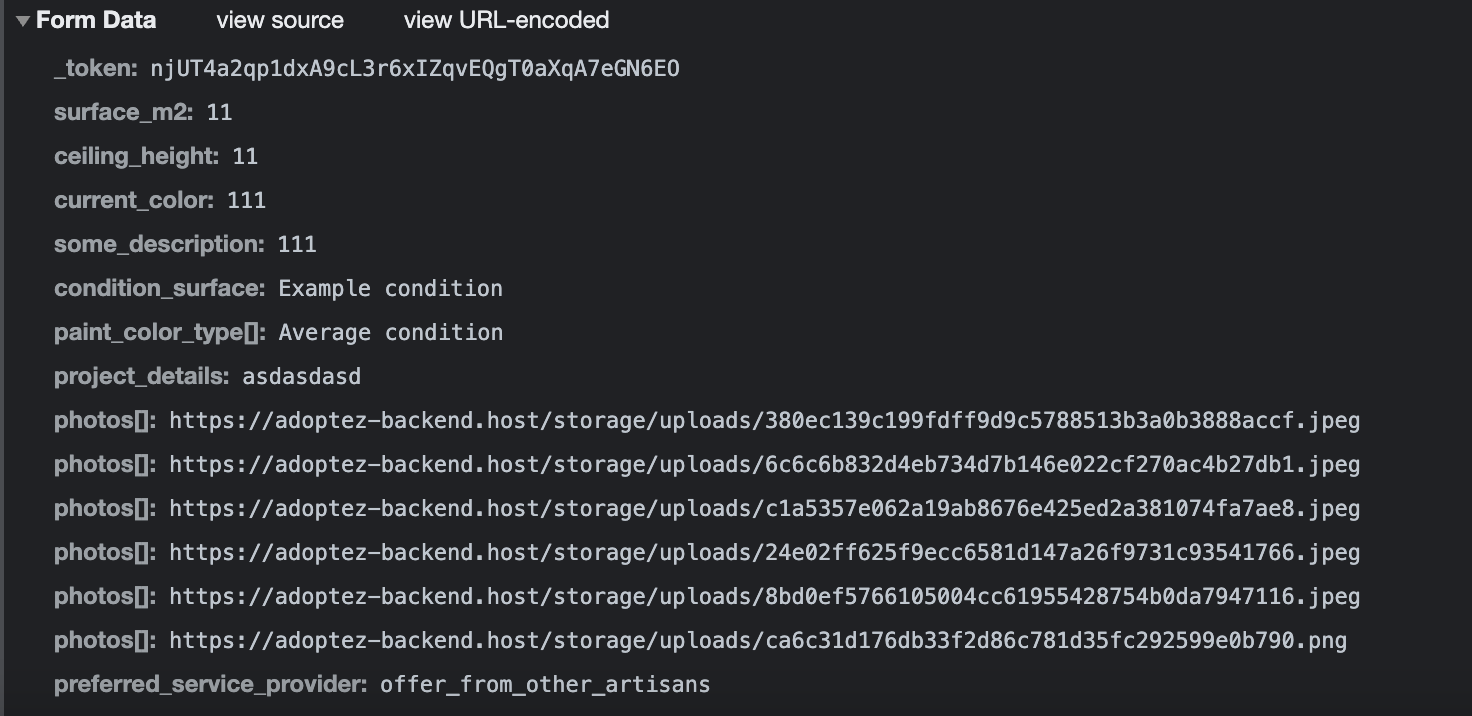 Form Data view source view URL-encoded
_token: njUT4a2qp1dxA9cL3r6xIZqvEQgT0aXqA7eGN6EO
surface_m2: 11
ceiling_height: 11
current_color: 111
some_description: 111
condition_surface: Example condition
paint_color_type[]: Average condition
project_details: asdasdasd
photos[]: https://adoptez-backend.host/storage/uploads/380ec139c199fdff9d9c5788513b3a0b3888accf.jpeg
photos[]: https://adoptez-backend.host/storage/uploads/6c6c6b832d4eb734d7b146e022cf270ac4b27db1.jpeg
photos[]: https://adoptez-backend.host/storage/uploads/c1a5357e062a19ab8676e425ed2a381074fa7ae8.jpeg
photos[]: https://adoptez-backend.host/storage/uploads/24e02ff625f9ecc6581d147a26f9731c93541766.jpeg
photos[]: https://adoptez-backend.host/storage/uploads/8bd0ef5766105004cc61955428754b0da7947116.jpeg
photos[]: https://adoptez-backend.host/storage/uploads/ca6c31d176db33f2d86c781d35fc292599e0b790.png
preferred_service_provider: offer_from_other_artisans